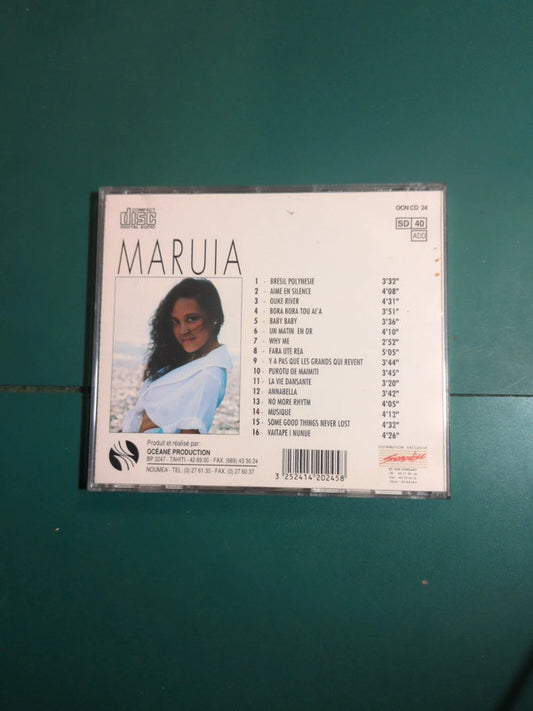 COMPACT
disc
DIGITAL AUDIO
OCN CD 24
SD 40
ADD
MARUIA
1 - BRESIL POLYNESIE 3'32"
2 - AIME EN SILENCE 4'08"
3 - OUKE RIVER 4'31"
4 - BORA BORA TOU AI'A 3'51"
5 - BABY BABY 3'36"
6 - UN MATIN EN OR 4'10"
7 - WHY ME 2'52"
8 - FARA UTE REA 5'05"
9 - Y A PAS QUE LES GRANDS QUI REVENT 3'44"
10 - PUROTU DE MAIMITI 3'45"
11 - LA VIE DANSANTE 3'20"
12 - ANNABELLA 3'42"
13 - NO MORE RHYTM 4'05"
14 - MUSIQUE 4'12"
15 - SOME GOOD THINGS NEVER LOST 4'32"
16 - VAITAPE I NUNUE 4'26"
Produit et réalisé par:
OCÉANE PRODUCTION
BP 3247 - TAHITI - 42 69 00 - FAX. (689) 43 30 24
NOUMEA - TEL. (0) 27 61 30 - FAX. (0) 27 60 37
3 252414 202458
DISTRIBUTION EXCLUSIVE